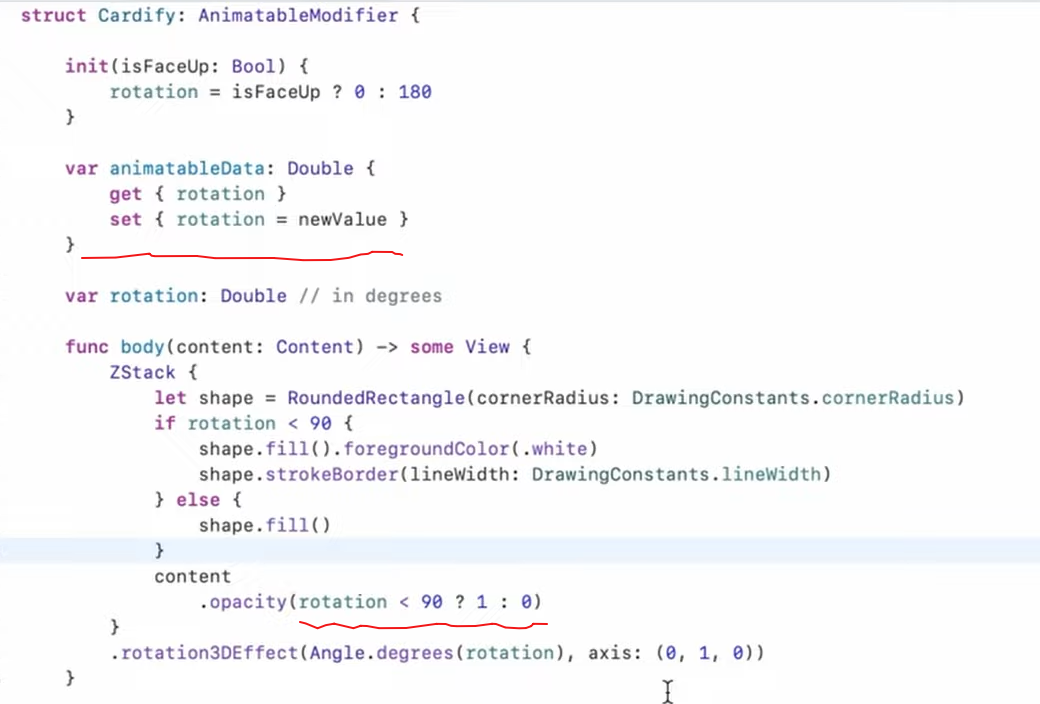 struct Cardify: AnimatableModifier {
init(isFaceUp: Bool) {
rotation = isFaceUp ? 0 : 180
}
var animatableData: Double {
get { rotation }
set { rotation = newValue }
}
var rotation: Double // in degrees
func body(content: Content) -> some View {
ZStack {
let shape = RoundedRectangle(cornerRadius: DrawingConstants.cornerRadius)
if rotation < 90 {
shape.fill().foregroundColor(.white)
shape.strokeBorder(lineWidth: DrawingConstants.lineWidth)
} else {
shape.fill()
}
content
.opacity(rotation < 90 ? 1 : 0)
}
.rotation3DEffect(Angle.degrees(rotation), axis: (0, 1, 0))
}